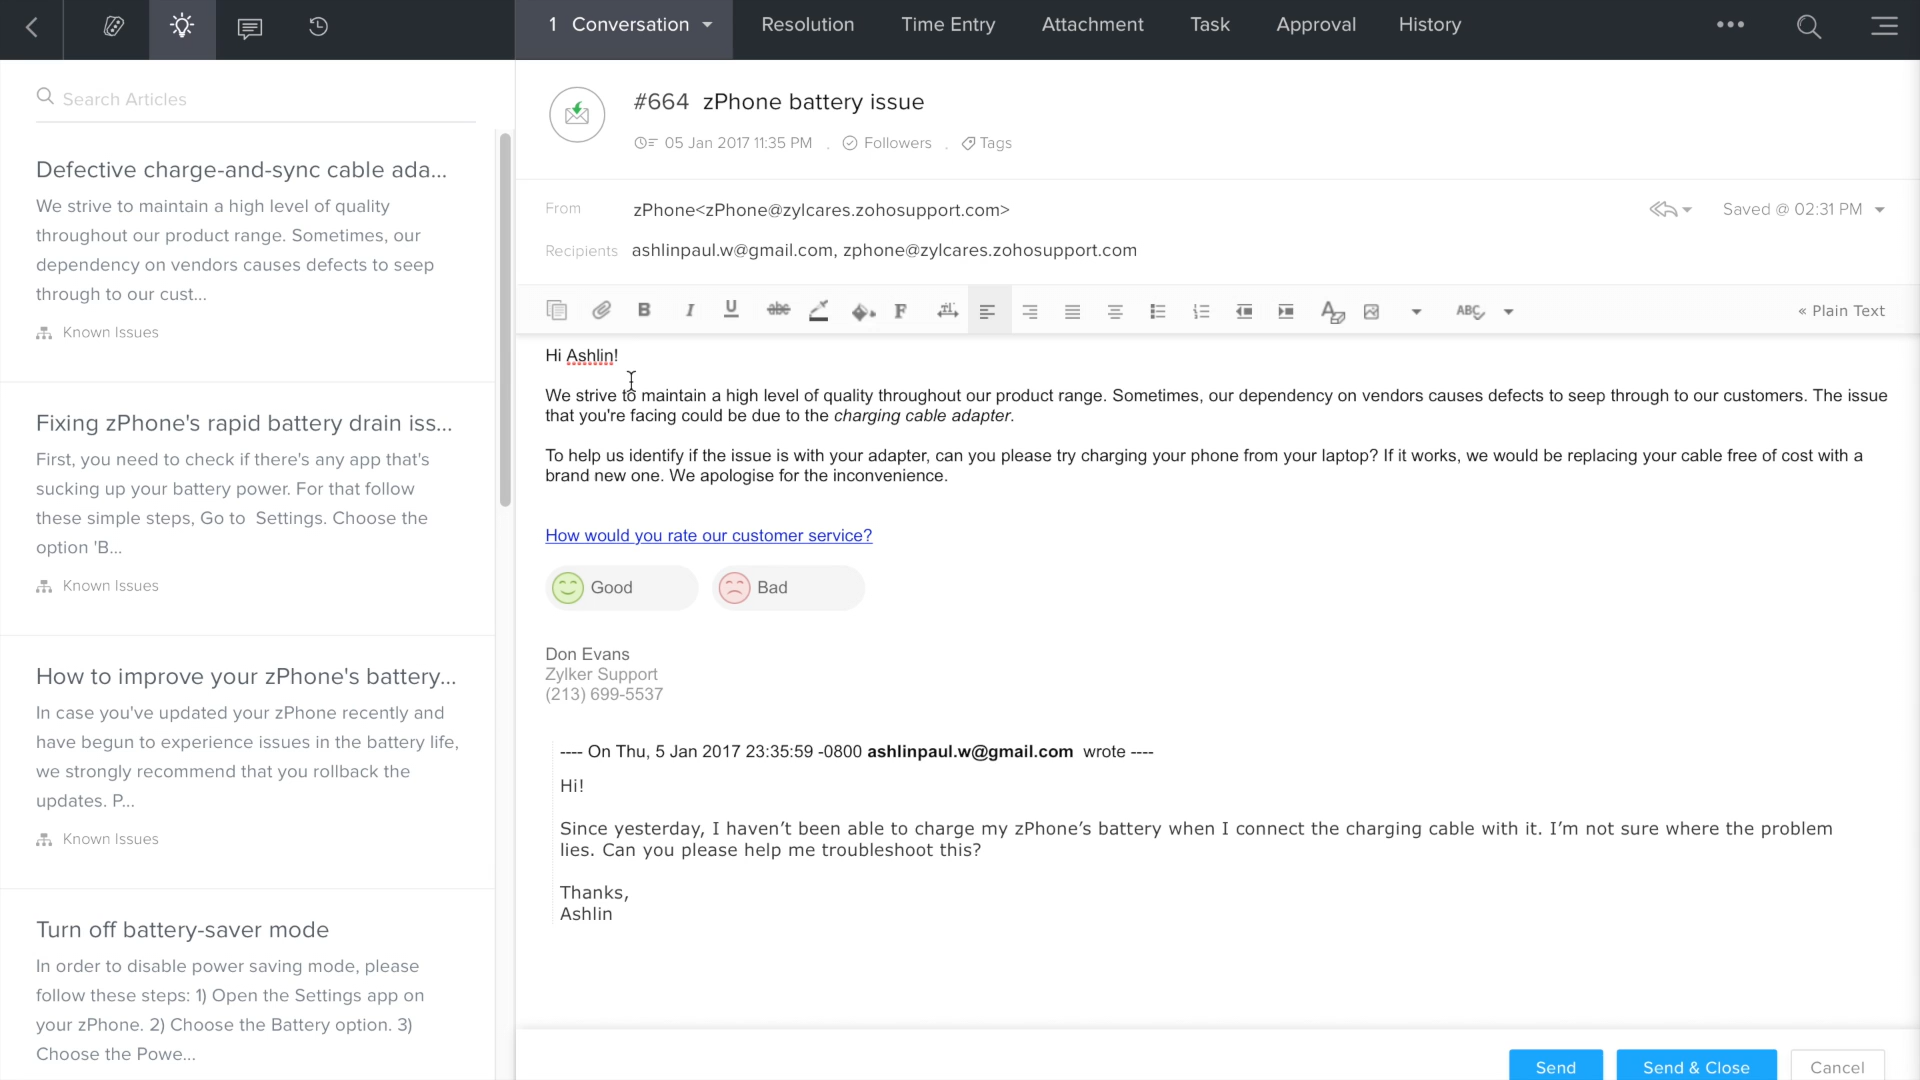 1 Conversation
Resolution
Time Entry
Attachment
Task
Approval
History
Search Articles
Defective charge-and-sync cable ada...
We strive to maintain a high level of quality
throughout our product range. Sometimes, our
dependency on vendors causes defects to seep
through to our cust...
Known Issues
Fixing zPhone's rapid battery drain iss...
First, you need to check if there's any app that's
sucking up your battery power. For that follow
these simple steps, Go to Settings. Choose the
option 'B...
Known Issues
How to improve your zPhone's battery...
In case you've updated your zPhone recently and
have begun to experience issues in the battery life,
we strongly recommend that you rollback the
updates. P...
Known Issues
Turn off battery-saver mode
In order to disable power saving mode, please
follow these steps: 1) Open the Settings app on
your zPhone. 2) Choose the Battery option. 3)
Choose the Powe...
#664 zPhone battery issue
05 Jan 2017 11:35 PM . Followers . Tags
From zPhone<zPhone@zylcares.zohosupport.com>
Saved @ 02:31 PM
Recipients ashlinpaul.w@gmail.com, zphone@zylcares.zohosupport.com
B I U abc F ABC « Plain Text
Hi Ashlin!
We strive to maintain a high level of quality throughout our product range. Sometimes, our dependency on vendors causes defects to seep through to our customers. The issue
that you're facing could be due to the charging cable adapter.
To help us identify if the issue is with your adapter, can you please try charging your phone from your laptop? If it works, we would be replacing your cable free of cost with a
brand new one. We apologise for the inconvenience.
How would you rate our customer service?
Good
Bad
Don Evans
Zylker Support
(213) 699-5537
---- On Thu, 5 Jan 2017 23:35:59 -0800 ashlinpaul.w@gmail.com wrote ----
Hi!
Since yesterday, I haven’t been able to charge my zPhone’s battery when I connect the charging cable with it. I’m not sure where the problem
lies. Can you please help me troubleshoot this?
Thanks,
Ashlin
Send
Send & Close
Cancel